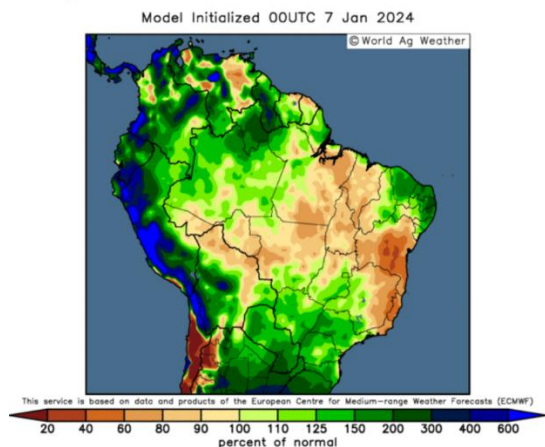 Model Initialized 00UTC 7 Jan 2024
© World Ag Weather
This service is based on data and products of the European Centre for Medium-range Weather Forecasts (ECMWF)
20 40 60 80 90 100 110 125 150 200 300 400 600
percent of normal